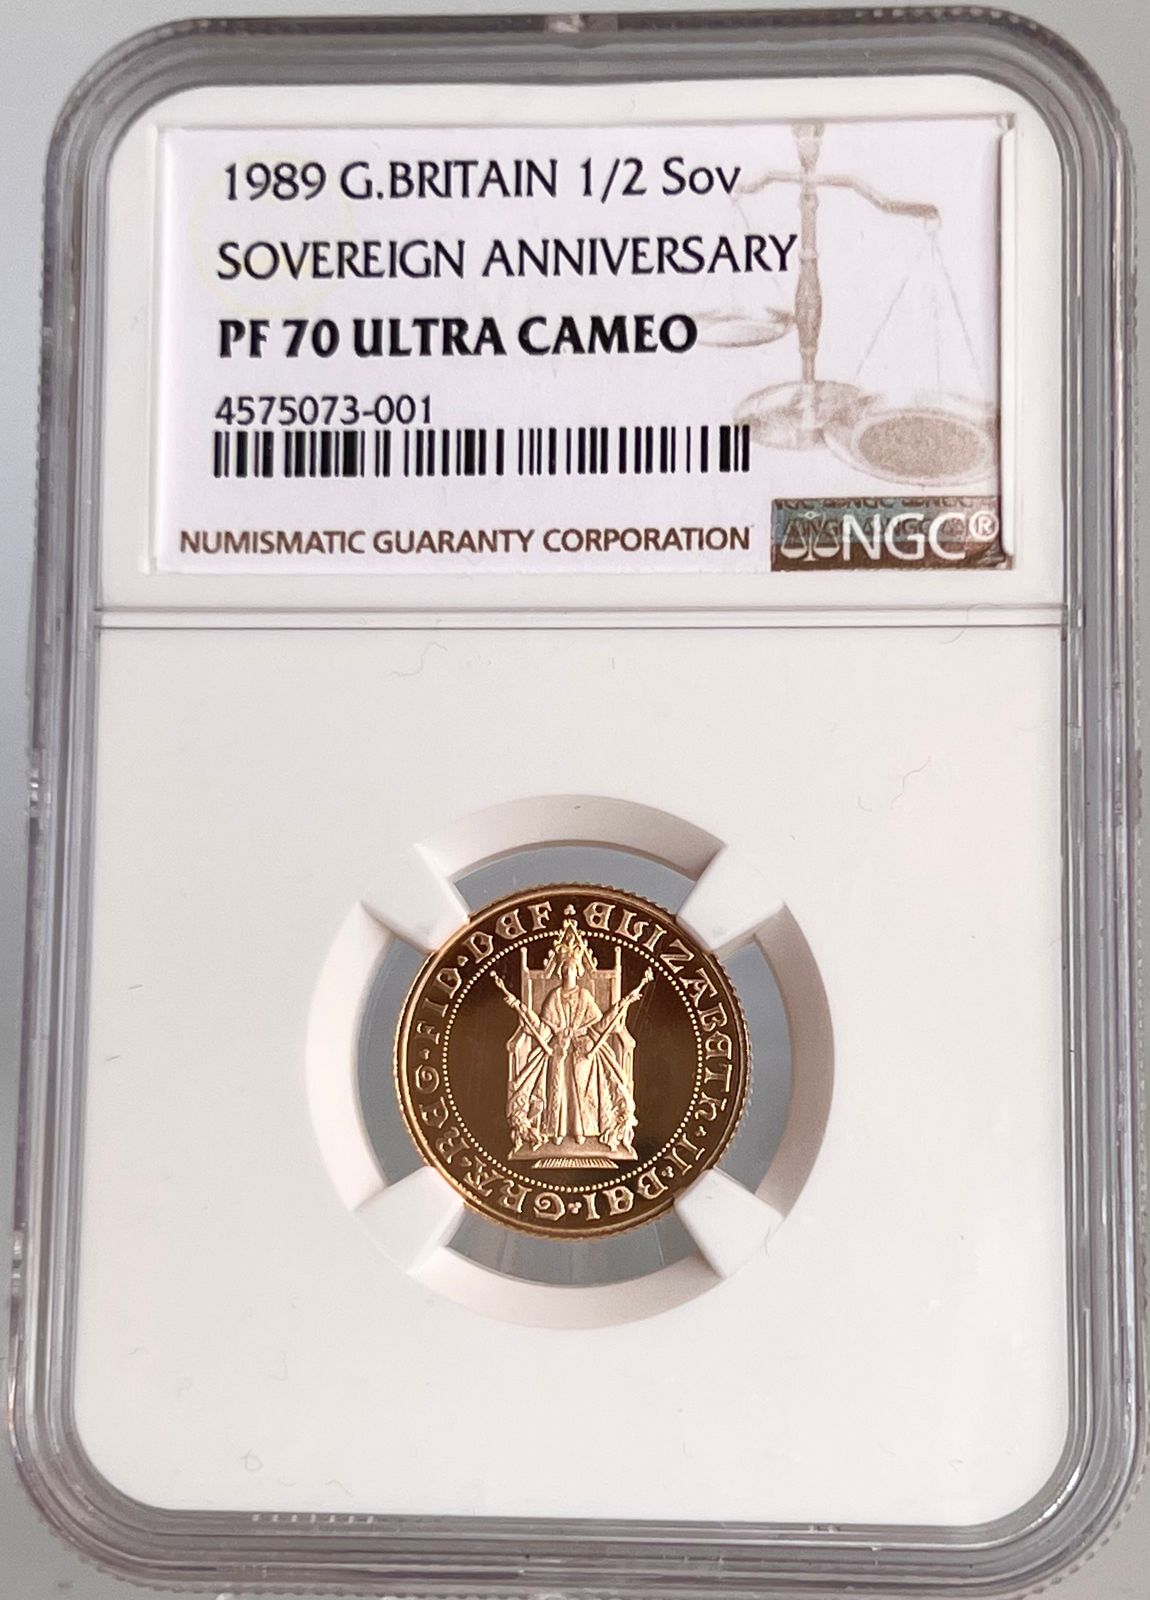 1989 G.BRITAIN 1/2 Sov
SOVEREIGN ANNIVERSARY
PF 70 ULTRA CAMEO
4575073-001
NUMISMATIC GUARANTY CORPORATION
NGC®
ELIZABETH·II·DEI·GRA·REG·FID·DEF